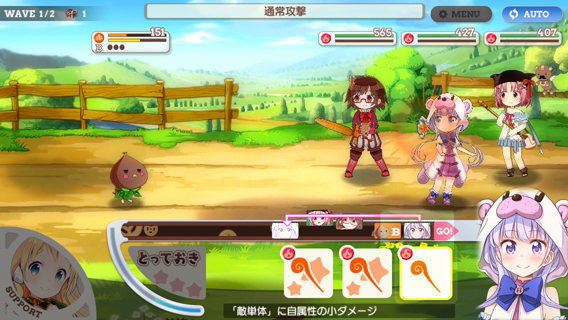 WAVE 1/2 1
通常攻撃
MENU
AUTO
151
B
565
427
407
B
GO!
とっておき
SUPPORT
「敵単体」に自属性の小ダメージ